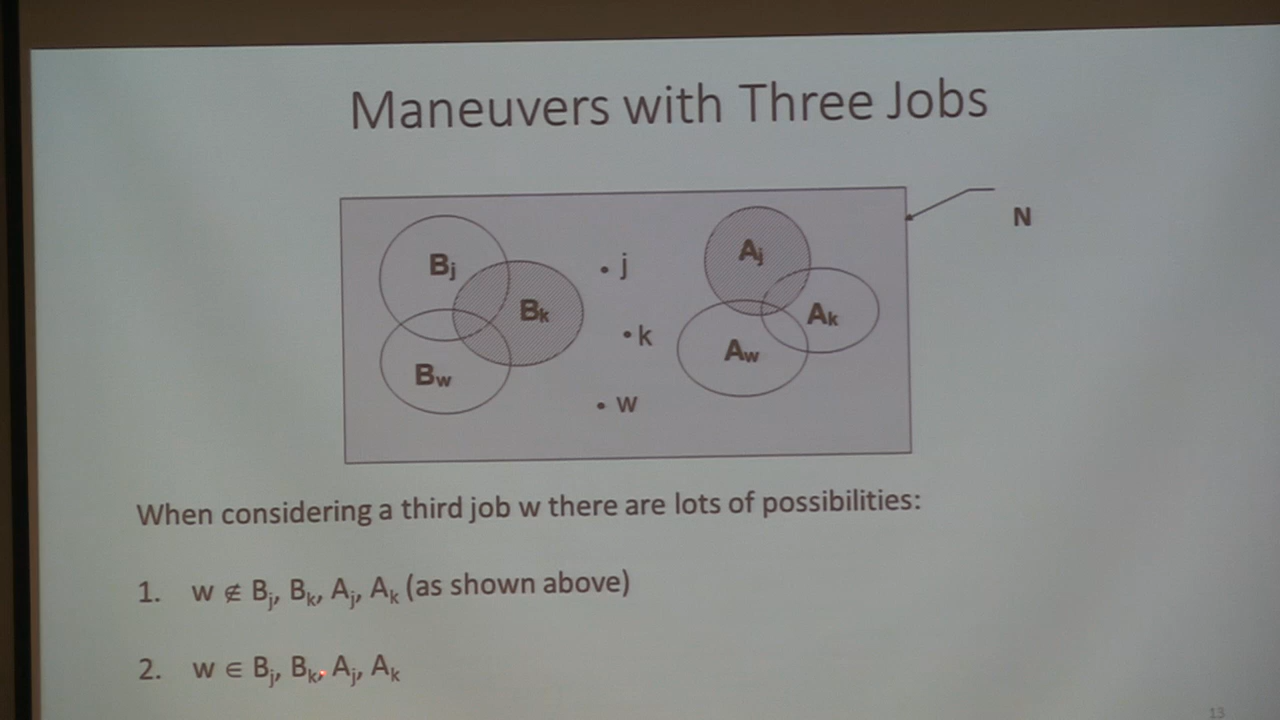 Maneuvers with Three Jobs
N
Bj
Bk
Bw
• j
• k
• w
Aj
Ak
Aw
When considering a third job w there are lots of possibilities:
1. w ∉ Bj, Bk, Aj, Ak (as shown above)
2. w ∈ Bj, Bk, Aj, Ak
13